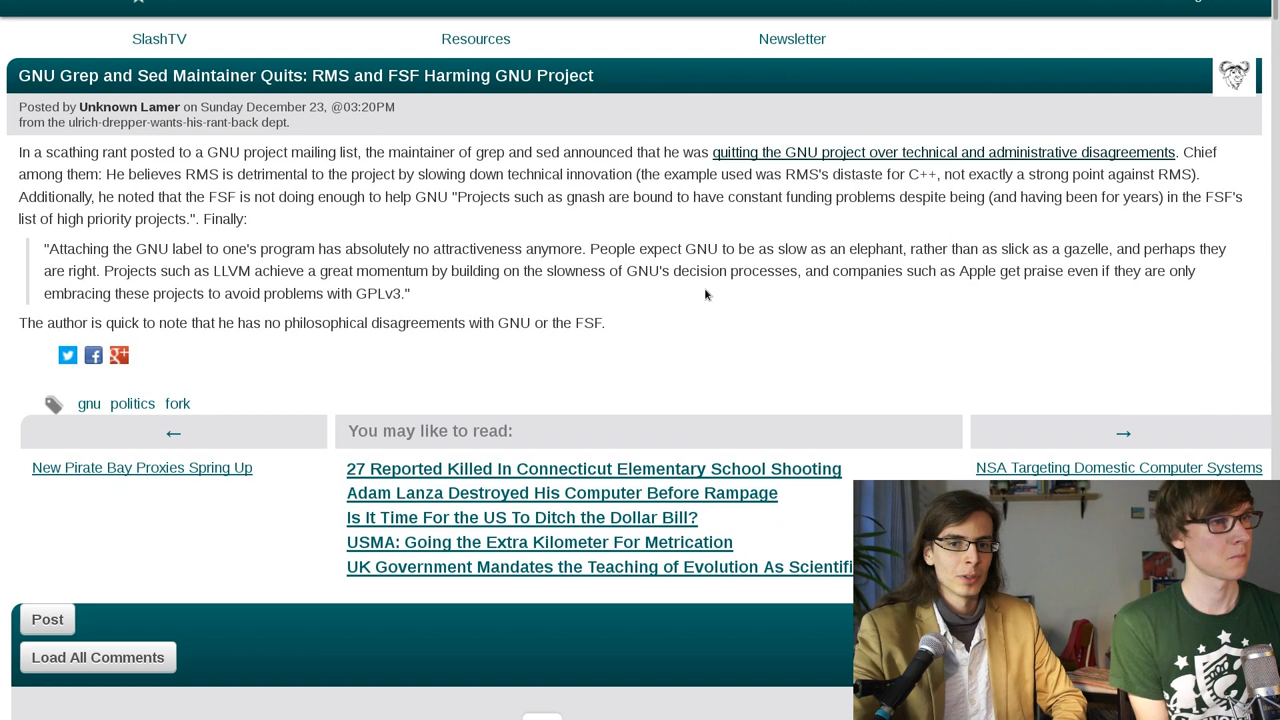 SlashTV
Resources
Newsletter
GNU Grep and Sed Maintainer Quits: RMS and FSF Harming GNU Project
Posted by Unknown Lamer on Sunday December 23, @03:20PM
from the ulrich-drepper-wants-his-rant-back dept.
In a scathing rant posted to a GNU project mailing list, the maintainer of grep and sed announced that he was quitting the GNU project over technical and administrative disagreements. Chief
among them: He believes RMS is detrimental to the project by slowing down technical innovation (the example used was RMS's distaste for C++, not exactly a strong point against RMS).
Additionally, he noted that the FSF is not doing enough to help GNU "Projects such as gnash are bound to have constant funding problems despite being (and having been for years) in the FSF's
list of high priority projects.". Finally:
"Attaching the GNU label to one's program has absolutely no attractiveness anymore. People expect GNU to be as slow as an elephant, rather than as slick as a gazelle, and perhaps they
are right. Projects such as LLVM achieve a great momentum by building on the slowness of GNU's decision processes, and companies such as Apple get praise even if they are only
embracing these projects to avoid problems with GPLv3."
The author is quick to note that he has no philosophical disagreements with GNU or the FSF.
gnu politics fork
←
You may like to read:
→
New Pirate Bay Proxies Spring Up
27 Reported Killed In Connecticut Elementary School Shooting
NSA Targeting Domestic Computer Systems
Adam Lanza Destroyed His Computer Before Rampage
Is It Time For the US To Ditch the Dollar Bill?
USMA: Going the Extra Kilometer For Metrication
UK Government Mandates the Teaching of Evolution As Scientifi
Post
Load All Comments